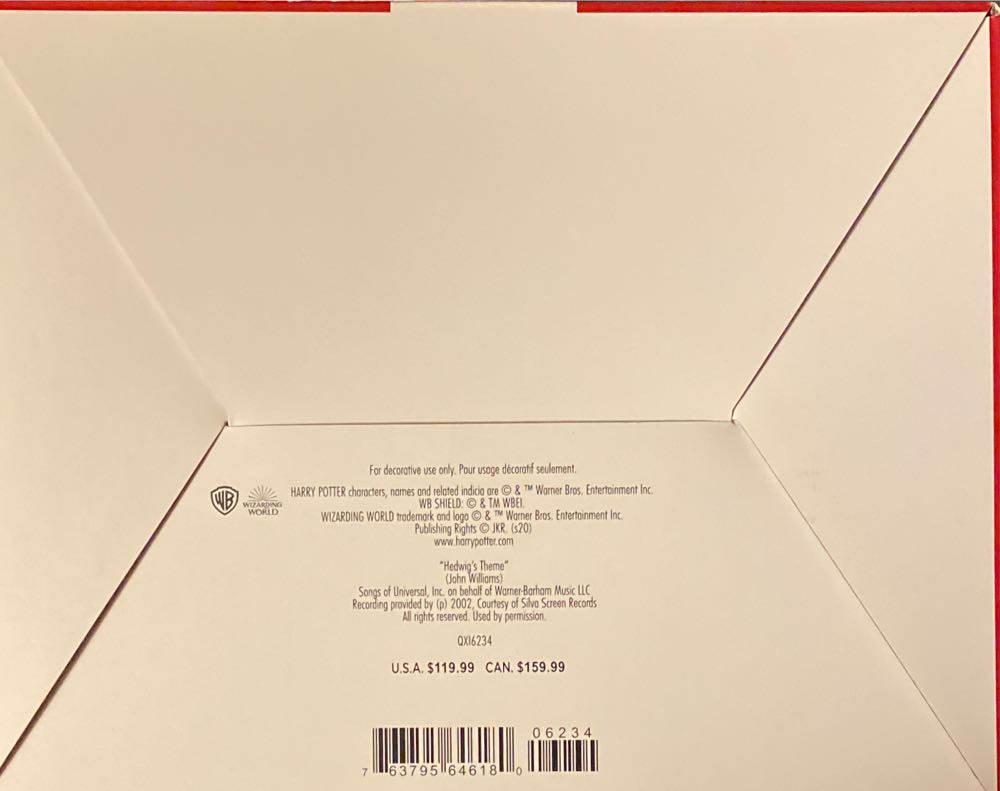 For decorative use only. Pour usage décoratif seulement.
WB
WIZARDING
WORLD
HARRY POTTER characters, names and related indicia are © & ™ Warner Bros. Entertainment Inc.
WB SHIELD: © & TM WBEI.
WIZARDING WORLD trademark and logo © & ™ Warner Bros. Entertainment Inc.
Publishing Rights © JKR. (s20)
www.harrypotter.com
"Hedwig's Theme"
(John Williams)
Songs of Universal, Inc. on behalf of Warner-Barham Music LLC
Recording provided by (p) 2002, Courtesy of Silva Screen Records
All rights reserved. Used by permission.
QXI6234
U.S.A. $119.99 CAN. $159.99
06234
7 63795 64618 0